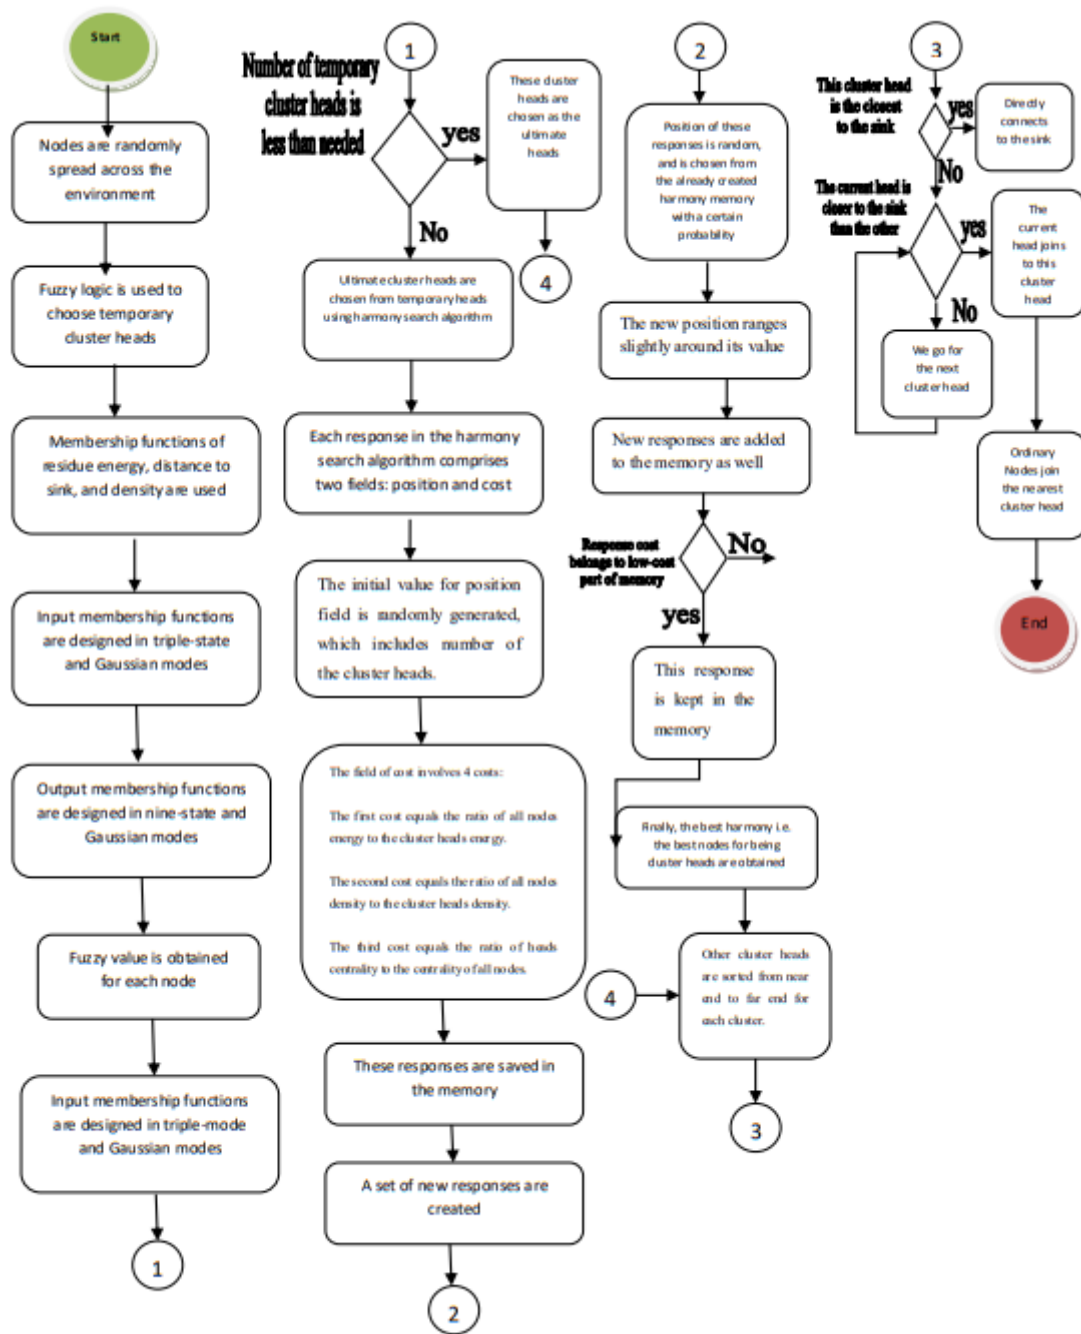 Start
Nodes are randomly
spread across the
environment
Fuzzy logic is used to
choose temporary
cluster heads
Membership functions of
residue energy, distance to
sink, and density are used
Input membership functions
are designed in triple-state
and Gaussian modes
Output membership functions
are designed in nine-state and
Gaussian modes
Fuzzy value is obtained
for each node
Input membership functions
are designed in triple-mode
and Gaussian modes
1
1
Number of temporary
cluster heads is
less than needed
yes
These cluster
heads are
chosen as the
ultimate
heads
4
No
Ultimate cluster heads are
chosen from temporary heads
using harmony search algorithm
Each response in the harmony
search algorithm comprises
two fields: position and cost
The initial value for position
field is randomly generated,
which includes number of
the cluster heads.
The field of cost involves 4 costs:
The first cost equals the ratio of all nodes
energy to the cluster heads energy.
The second cost equals the ratio of all nodes
density to the cluster heads density.
The third cost equals the ratio of heads
centrality to the centrality of all nodes.
These responses are saved in
the memory
A set of new responses are
created
2
2
Position of these
responses is random,
and is chosen from
the already created
harmony memory
with a certain
probability
The new position ranges
slightly around its value
New responses are added
to the memory as well
Response cost
belongs to low-cost
part of memory
No
yes
This response
is kept in the
memory
Finally, the best harmony i.e.
the best nodes for being
cluster heads are obtained
4
Other cluster heads
are sorted from near
end to far end for
each cluster.
3
3
This cluster head
is the closest
to the sink
yes
Directly
connects
to the sink
No
The current head is
closer to the sink
than the other
yes
The
current
head joins
to this
cluster
head
No
We go for
the next
cluster head
Ordinary
Nodes join
the nearest
cluster head
End